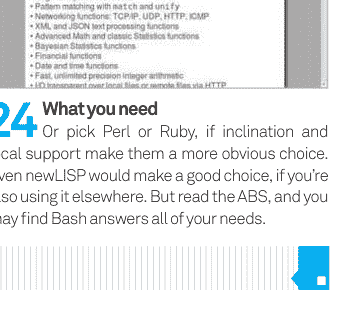 • Pattern matching with match and unify
• Networking functions: TCP/IP, UDP, HTTP, ICMP
• XML and JSON text processing functions
• Advanced Math and classic Statistics functions
• Bayesian Statistics functions
• Financial functions
• Date and time functions
• Fast, unlimited precision integer arithmetic
• I/O transparent over local files or remote files via HTTP
24 What you need
Or pick Perl or Ruby, if inclination and
cal support make them a more obvious choice.
ven newLISP would make a good choice, if you're
so using it elsewhere. But read the ABS, and you
ay find Bash answers all of your needs.